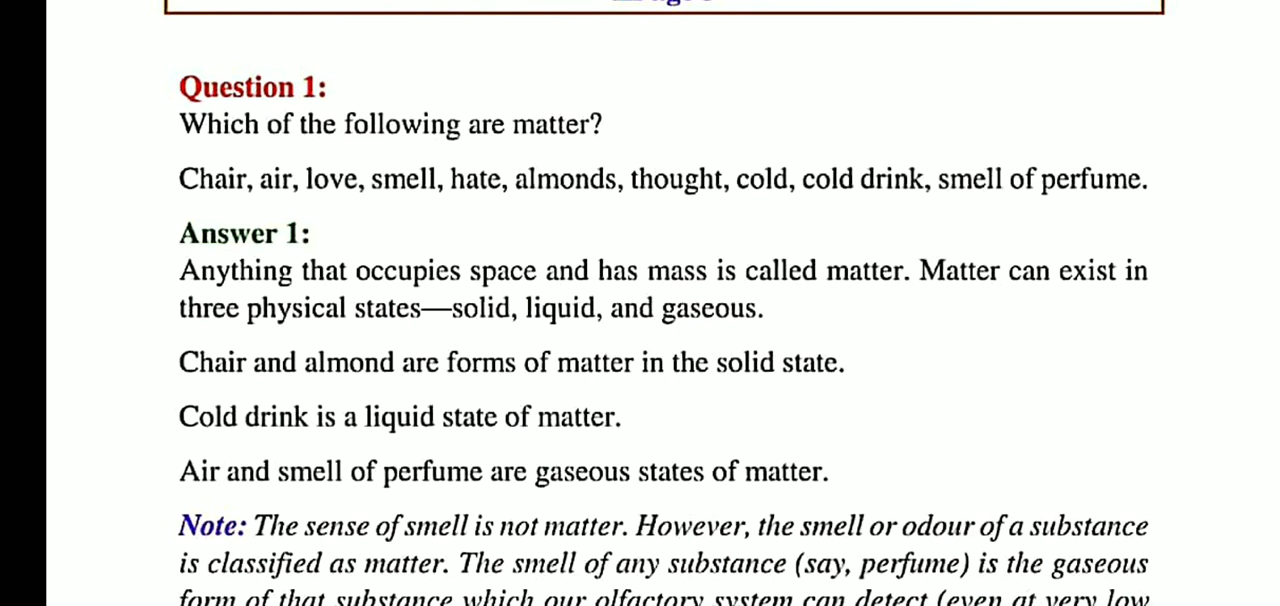 Question 1:
Which of the following are matter?
Chair, air, love, smell, hate, almonds, thought, cold, cold drink, smell of perfume.
Answer 1:
Anything that occupies space and has mass is called matter. Matter can exist in
three physical states—solid, liquid, and gaseous.
Chair and almond are forms of matter in the solid state.
Cold drink is a liquid state of matter.
Air and smell of perfume are gaseous states of matter.
Note: The sense of smell is not matter. However, the smell or odour of a substance
is classified as matter. The smell of any substance (say, perfume) is the gaseous
form of that substance which our olfactory system can detect (even at very low